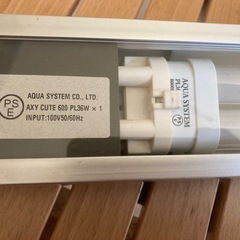 PS
E
AQUA SYSTEM CO., LTD.
AXY CUTE 600 PL36W × 1
INPUT:100V50/60Hz
AQUA SYSTEM